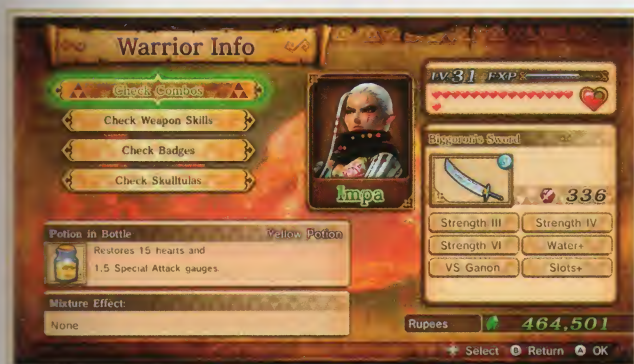 Warrior Info
Check Combos
Check Weapon Skills
Check Badges
Check Skulltulas
Impa
LV 31 EXP
Biggoron's Sword
336
Strength III
Strength IV
Strength VI
Water+
VS Ganon
Slots+
Potion in Bottle
Yellow Potion
Restores 15 hearts and
1.5 Special Attack gauges
Mixture Effect:
None
Rupees 464,501
Select B Return A OK